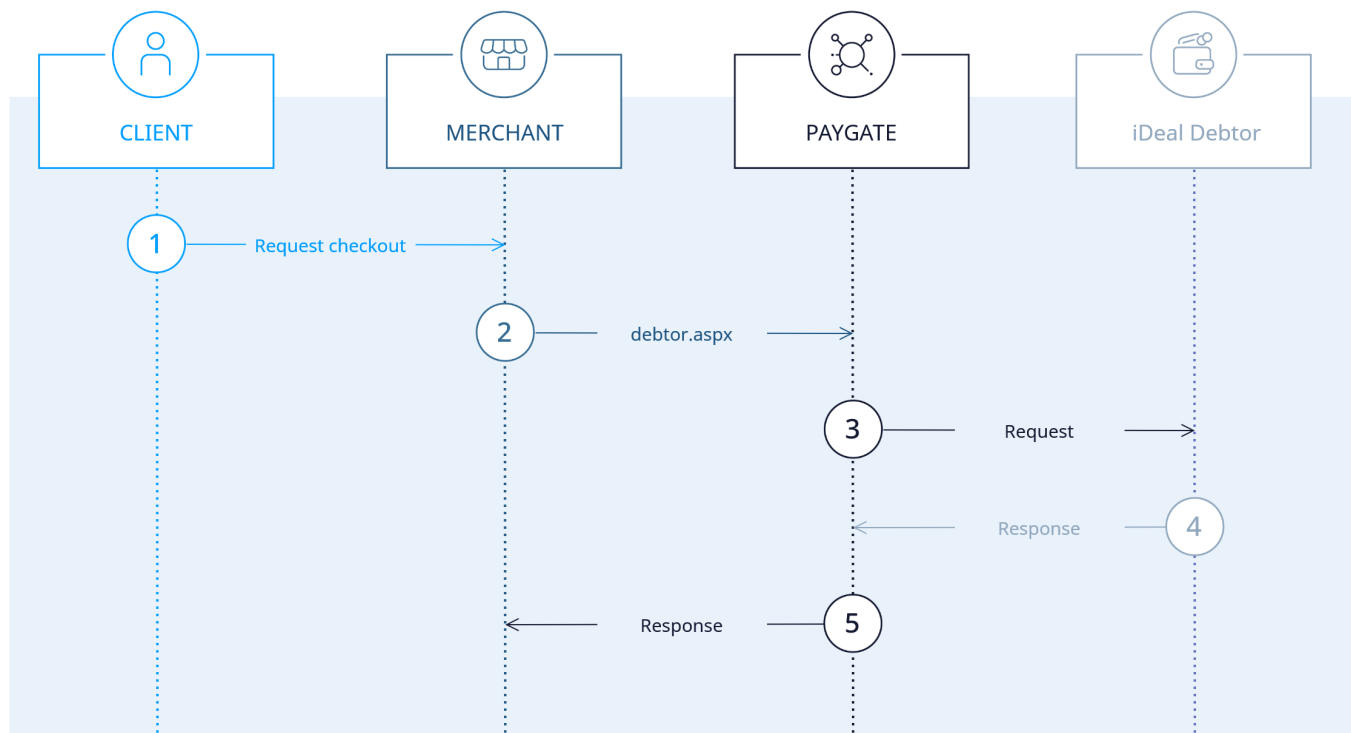 CLIENT
MERCHANT
PAYGATE
iDeal Debtor
1
Request checkout
2
debtor.aspx
3
Request
Response
4
Response
5